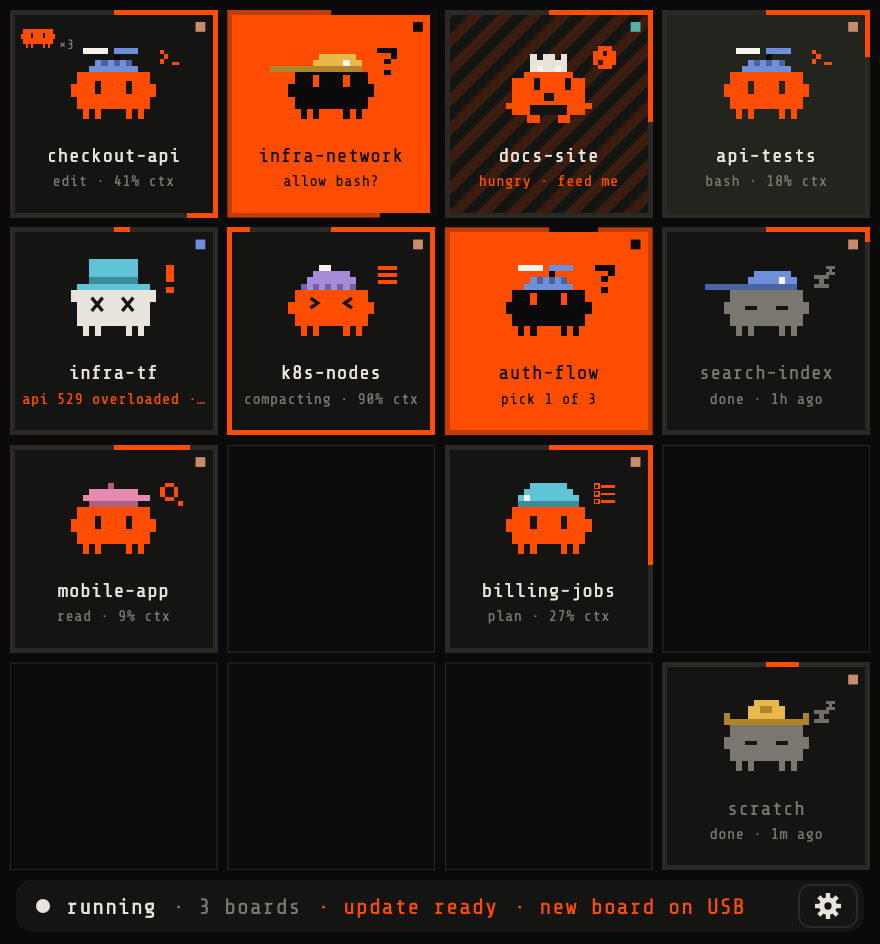 ×3
checkout-api
edit · 41% ctx
infra-network
allow bash?
docs-site
hungry · feed me
api-tests
bash · 18% ctx
infra-tf
api 529 overloaded ·…
k8s-nodes
compacting · 90% ctx
auth-flow
pick 1 of 3
search-index
done · 1h ago
mobile-app
read · 9% ctx
billing-jobs
plan · 27% ctx
scratch
done · 1m ago
running · 3 boards · update ready · new board on USB